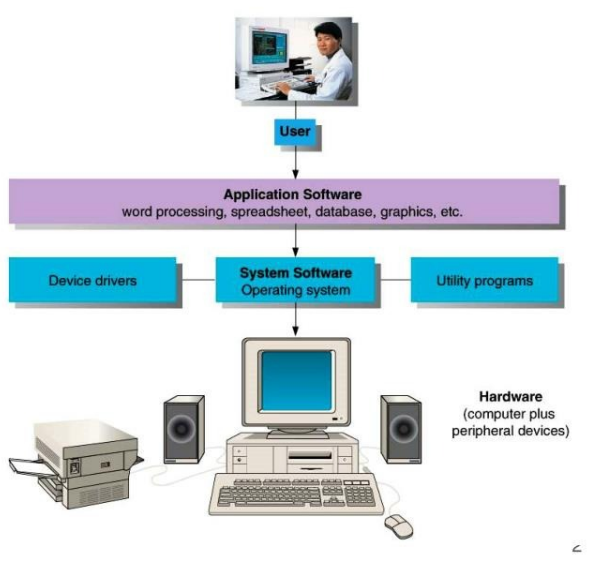 User
Application Software
word processing, spreadsheet, database, graphics, etc.
Device drivers
System Software
Operating system
Utility programs
Hardware
(computer plus
peripheral devices)